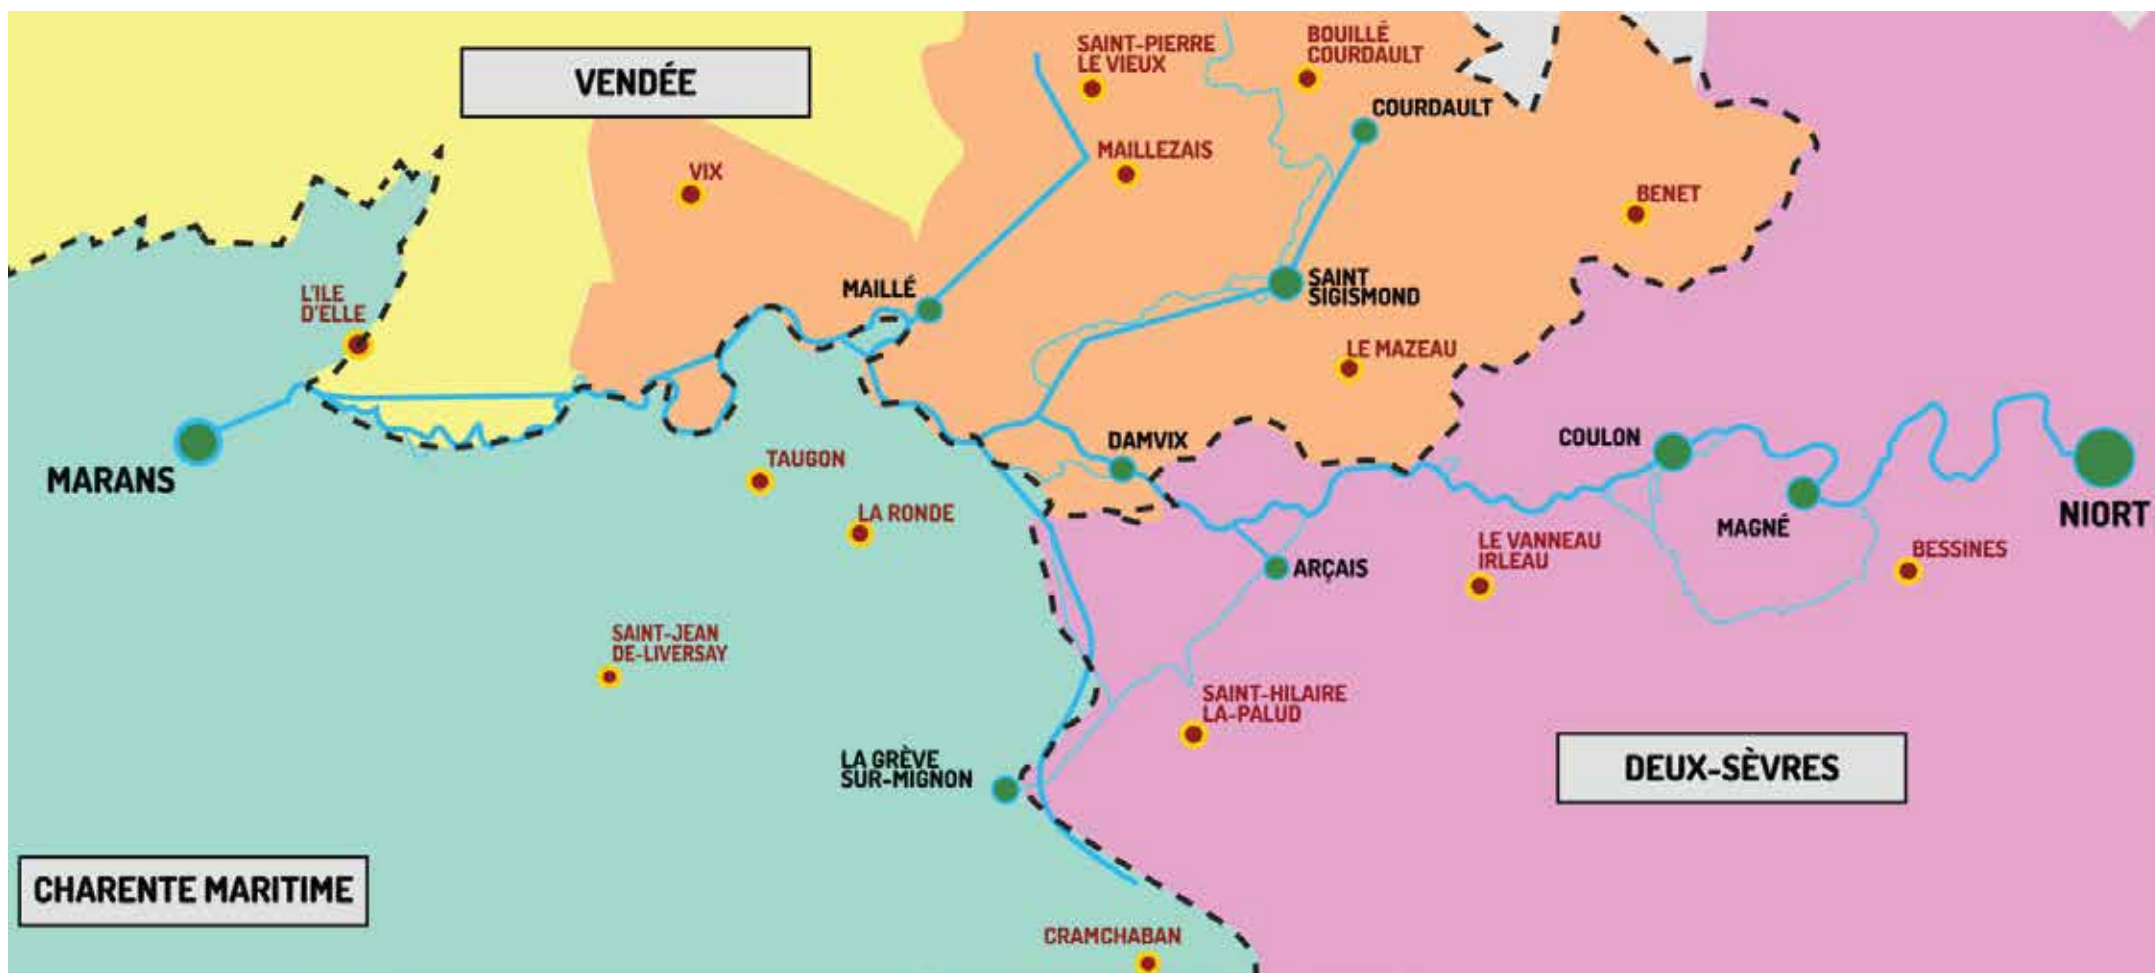 SAINT-PIERRE
LE VIEUX
BOUILLÉ
COURDAULT
VENDÉE
COURDAULT
MAILLEZAIS
VIX
BENET
L'ILE
D'ELLE
MAILLÉ
SAINT
SIGISMOND
LE MAZEAU
DAMVIX
COULON
MARANS
TAUGON
LA RONDE
MAGNÉ
NIORT
LE VANNEAU
IRLEAU
BESSINES
ARÇAIS
SAINT-JEAN
DE-LIVERSAY
SAINT-HILAIRE
LA-PALUD
LA GRÈVE
SUR-MIGNON
DEUX-SÈVRES
CHARENTE MARITIME
CRAMCHABAN